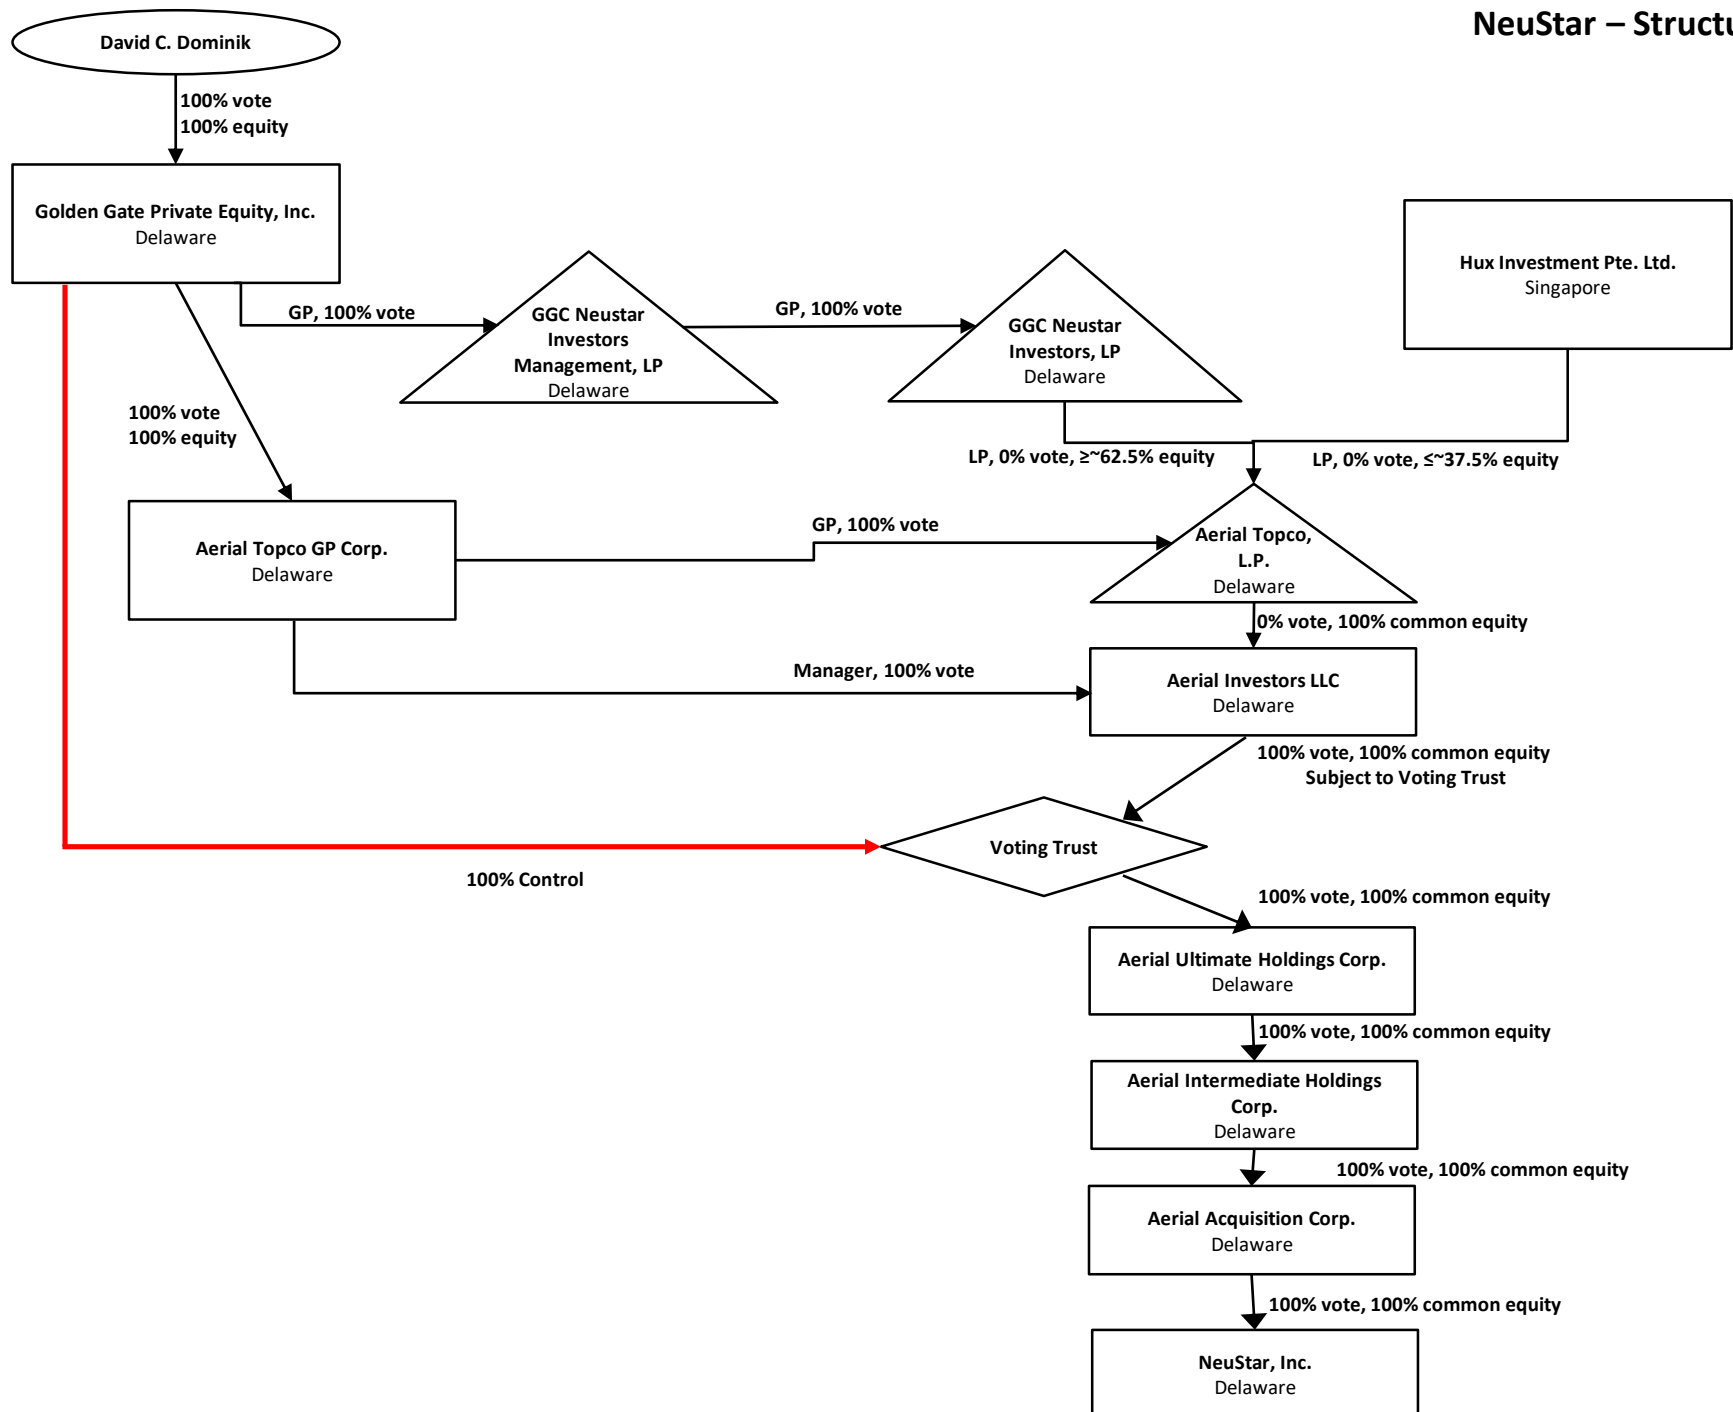 NeuStar – Structu
David C. Dominik
100% vote
100% equity
Golden Gate Private Equity, Inc.
Delaware
Hux Investment Pte. Ltd.
Singapore
GP, 100% vote
GGC Neustar
Investors
Management, LP
Delaware
GP, 100% vote
GGC Neustar
Investors, LP
Delaware
100% vote
100% equity
LP, 0% vote, ≥~62.5% equity
LP, 0% vote, ≤~37.5% equity
Aerial Topco GP Corp.
Delaware
GP, 100% vote
Aerial Topco,
L.P.
Delaware
0% vote, 100% common equity
Manager, 100% vote
Aerial Investors LLC
Delaware
100% vote, 100% common equity
Subject to Voting Trust
Voting Trust
100% Control
100% vote, 100% common equity
Aerial Ultimate Holdings Corp.
Delaware
100% vote, 100% common equity
Aerial Intermediate Holdings
Corp.
Delaware
100% vote, 100% common equity
Aerial Acquisition Corp.
Delaware
100% vote, 100% common equity
NeuStar, Inc.
Delaware